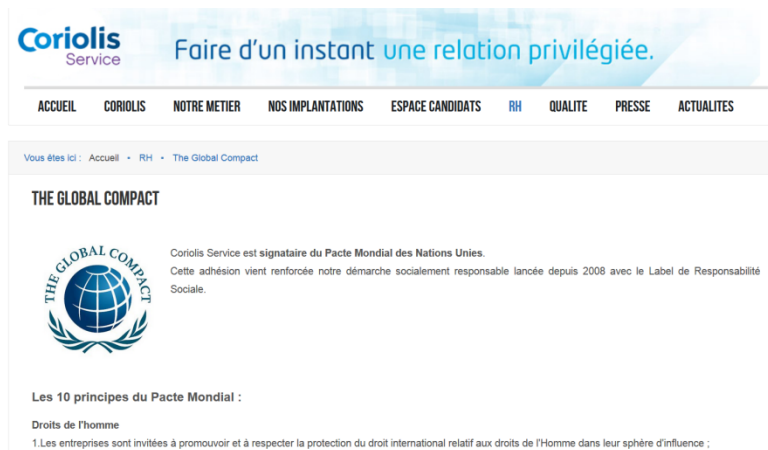 Coriolis
Service
Faire d'un instant une relation privilégiée.
ACCUEIL CORIOLIS NOTRE METIER NOS IMPLANTATIONS ESPACE CANDIDATS RH QUALITE PRESSE ACTUALITES
Vous êtes ici : Accueil • RH • The Global Compact
THE GLOBAL COMPACT
THE GLOBAL COMPACT
Coriolis Service est signataire du Pacte Mondial des Nations Unies.
Cette adhésion vient renforcée notre démarche socialement responsable lancée depuis 2008 avec le Label de Responsabilité
Sociale.
Les 10 principes du Pacte Mondial :
Droits de l'homme
1.Les entreprises sont invitées à promouvoir et à respecter la protection du droit international relatif aux droits de l'Homme dans leur sphère d'influence ;